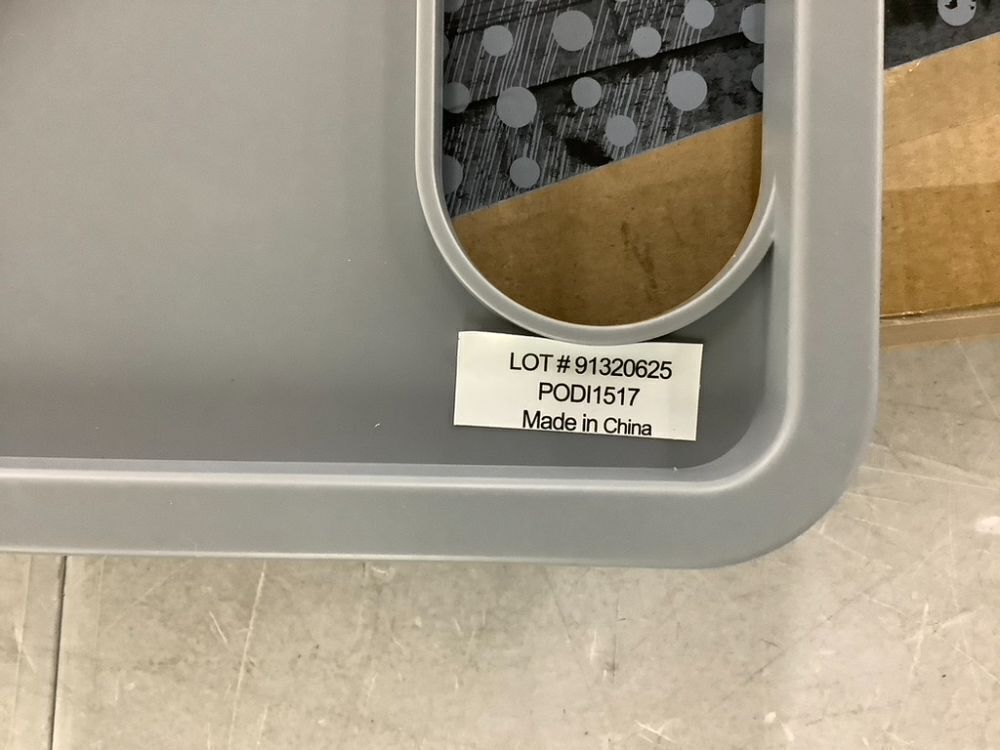 LOT # 91320625
PODI1517
Made in China